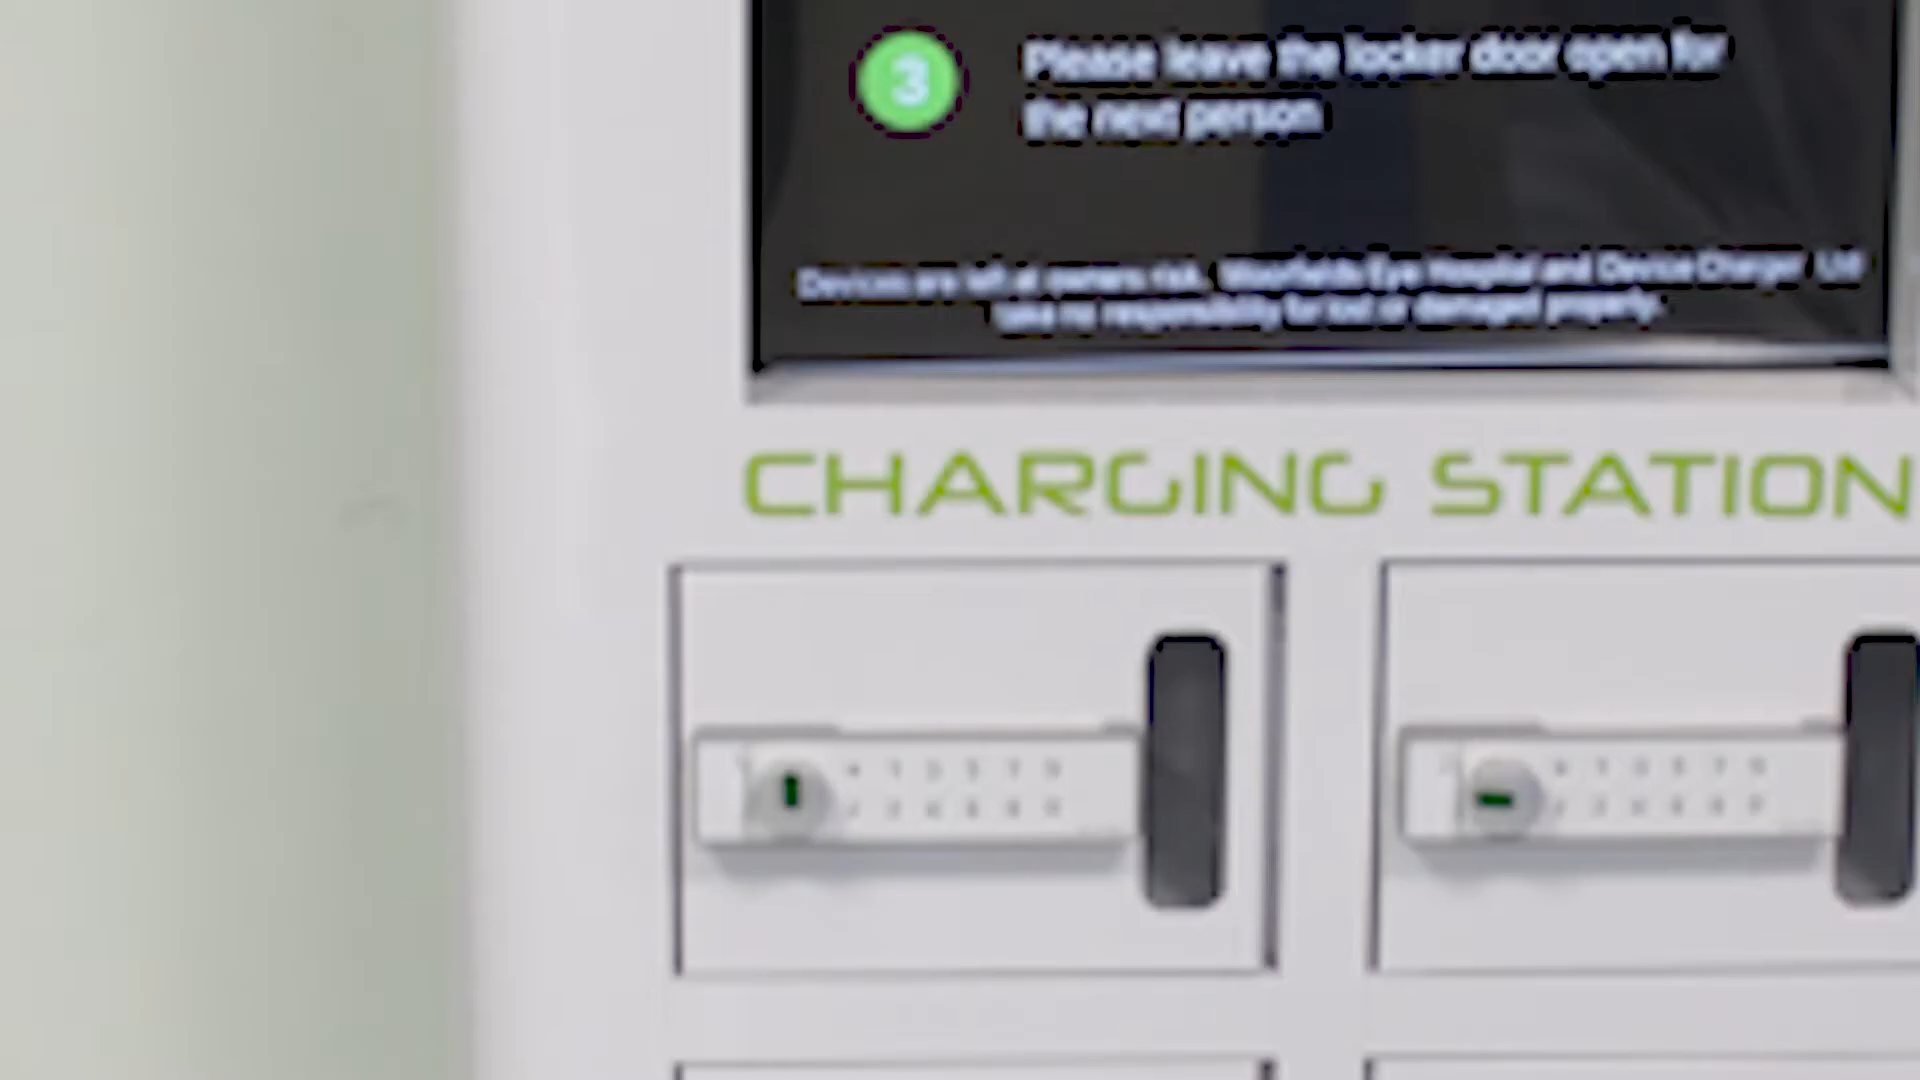 3 Please leave the locker door open for
the next person
Devices are left at owners risk. Moorfields Eye Hospital and Device Charger Ltd
take no responsibility for lost or damaged property.
CHARGING STATION